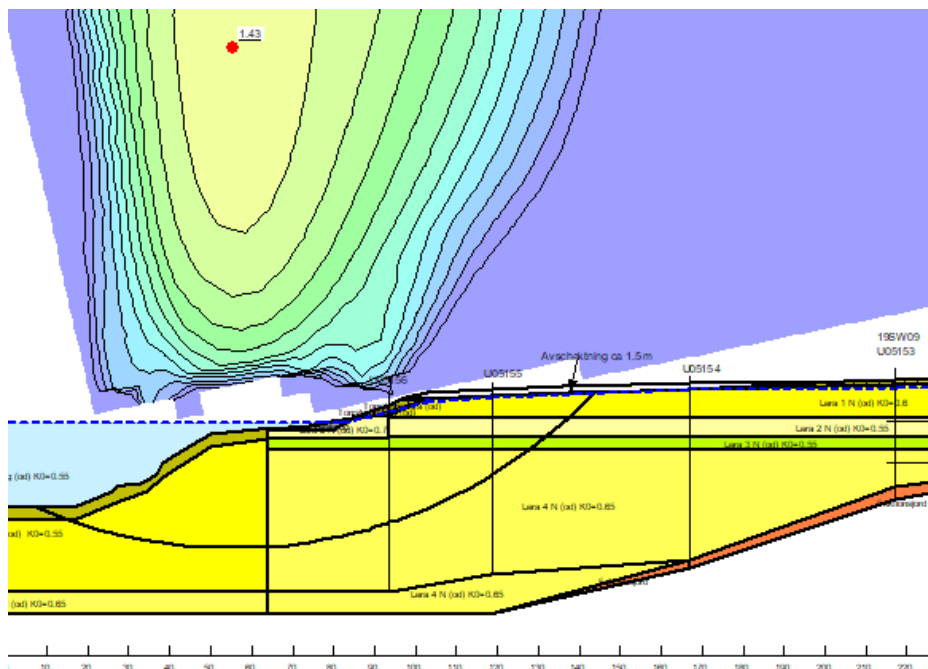 1.43
19SW09
U05153
Avschaktning ca 1.5m
U05154
U05155
156
Lera 1 N (od) K0=0.6
Lera 2 N (od) K0=0.55
Lera 3 N (od) K0=0.55
(od) K0=0.55
Lera 4 N (od) K0=0.65
(od) K0=0.55
Lera 4 N (od) K0=0.65
(od) K0=0.65
10 20 30 40 50 60 70 80 90 100 110 120 130 140 150 160 170 180 190 200 210 220